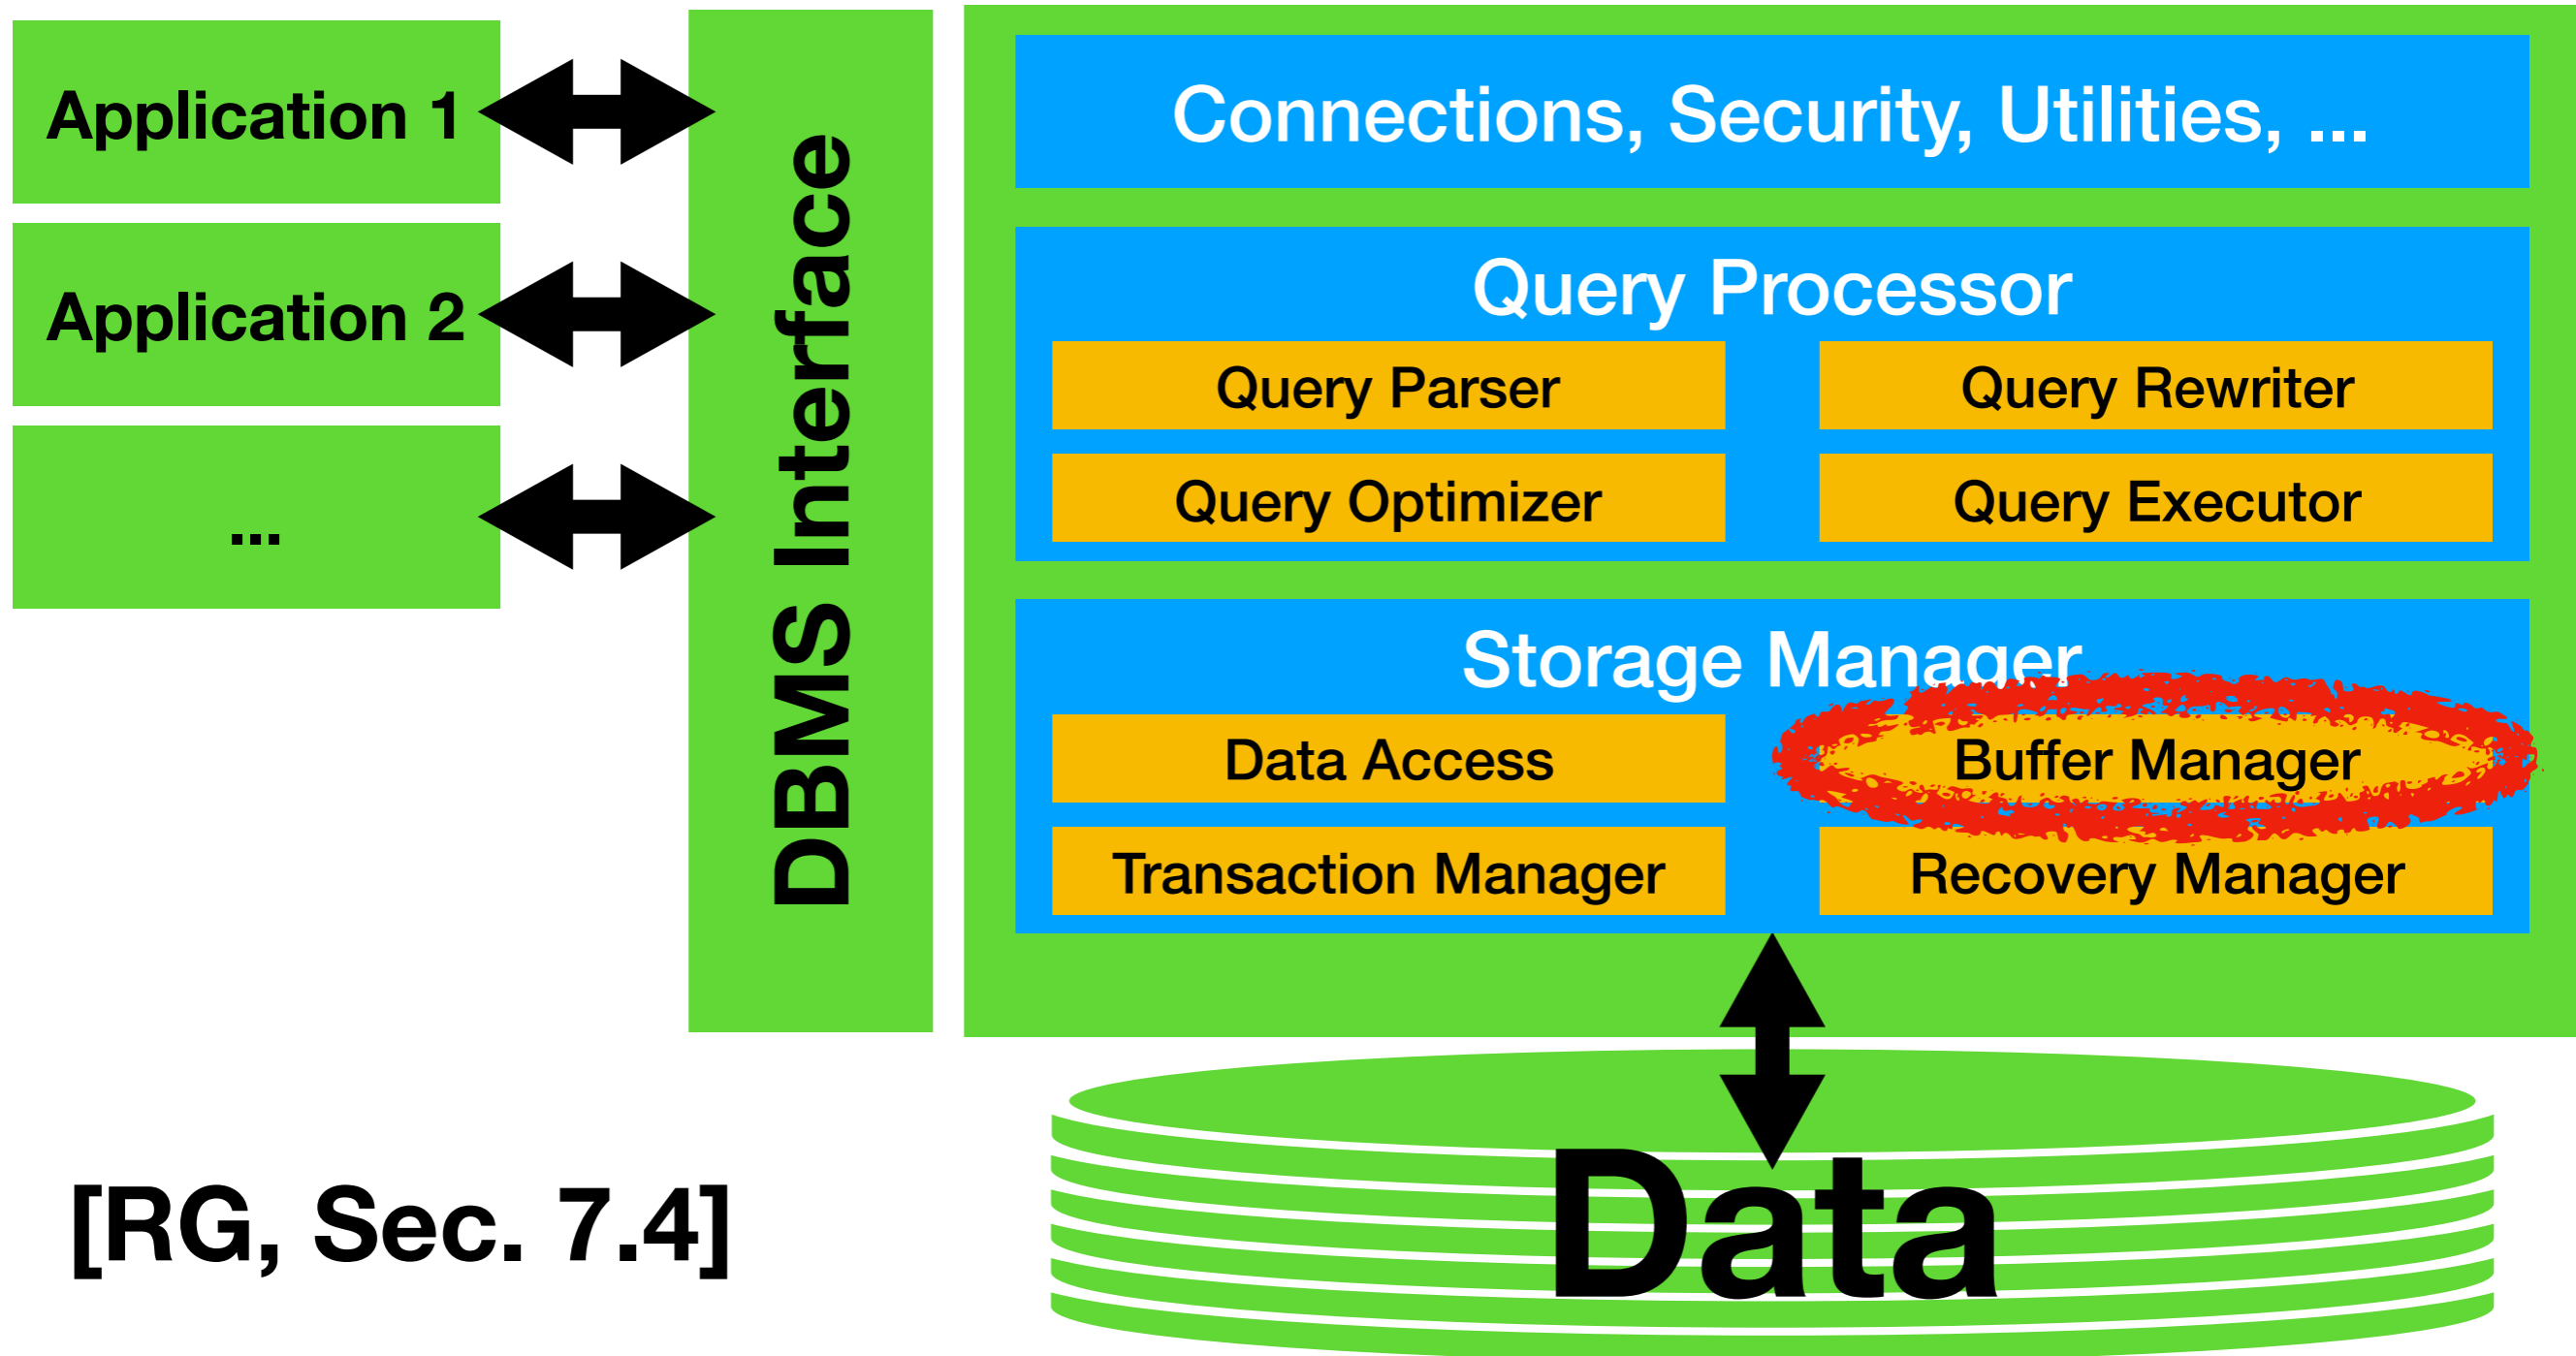 Application 1
Application 2
...
DBMS Interface
Connections, Security, Utilities, ...
Query Processor
Query Parser
Query Rewriter
Query Optimizer
Query Executor
Storage Manager
Data Access
Buffer Manager
Transaction Manager
Recovery Manager
Data
[RG, Sec. 7.4]